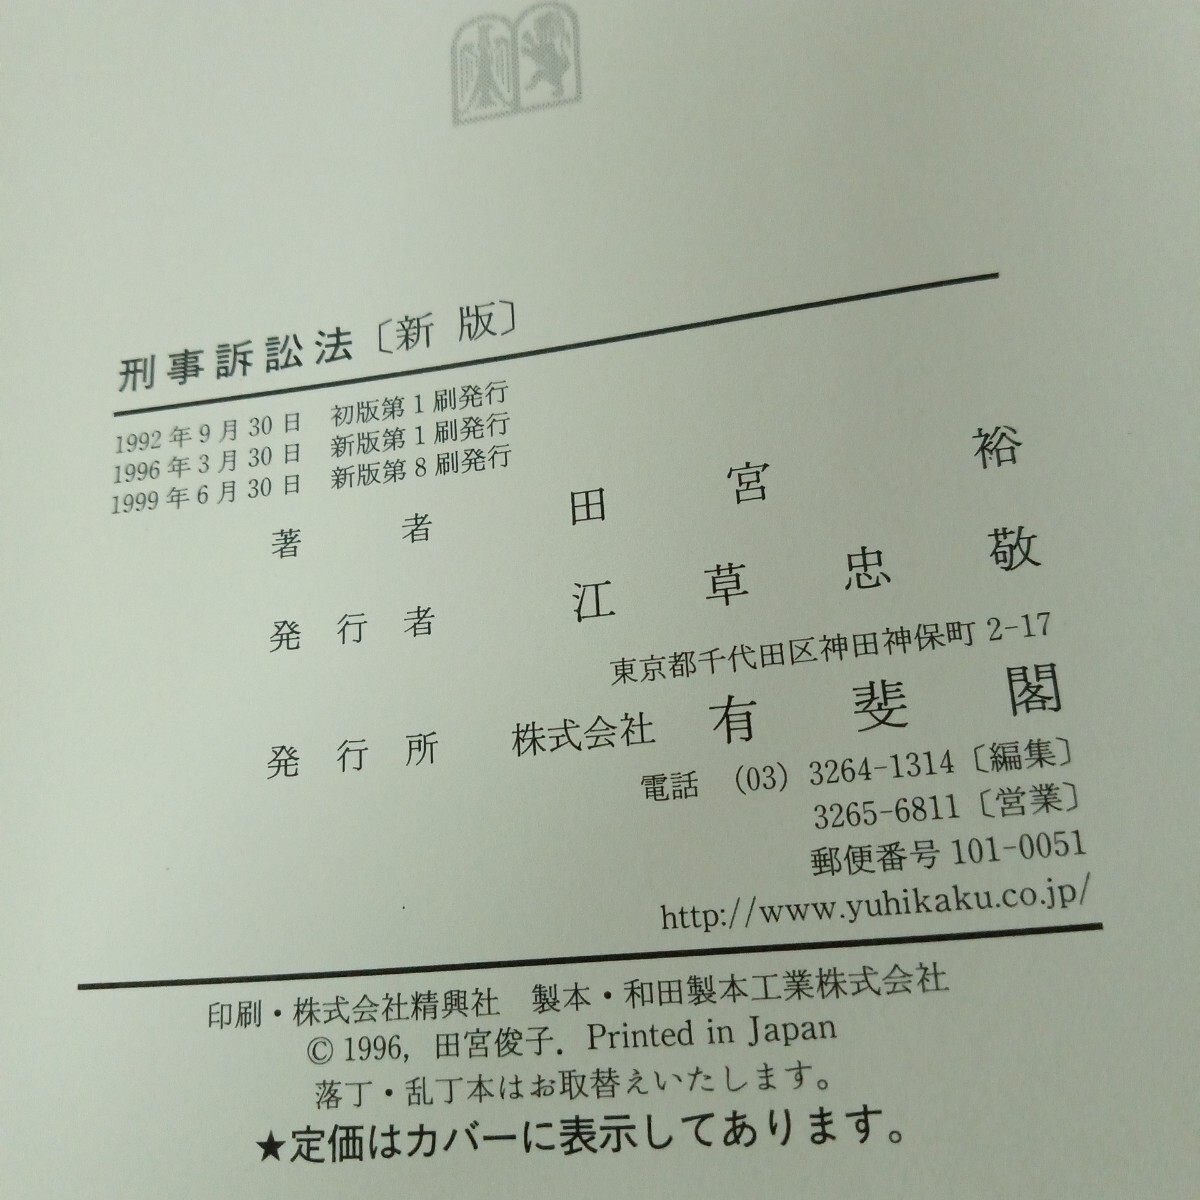 刑事訴訟法〔新 版〕
1992年9月30日 初版第1刷発行
1996年3月30日 新版第1刷発行
1999年6月30日 新版第8刷発行
著者 田宮裕
発行者 江草忠敬
東京都千代田区神田神保町2-17
発行所 株式会社 有斐閣
電話 (03) 3264-1314〔編集〕
3265-6811〔営業〕
郵便番号 101-0051
http://www.yuhikaku.co.jp/
印刷・株式会社精興社 製本・和田製本工業株式会社
© 1996, 田宮俊子. Printed in Japan
落丁・乱丁本はお取替えいたします。
★定価はカバーに表示してあります。